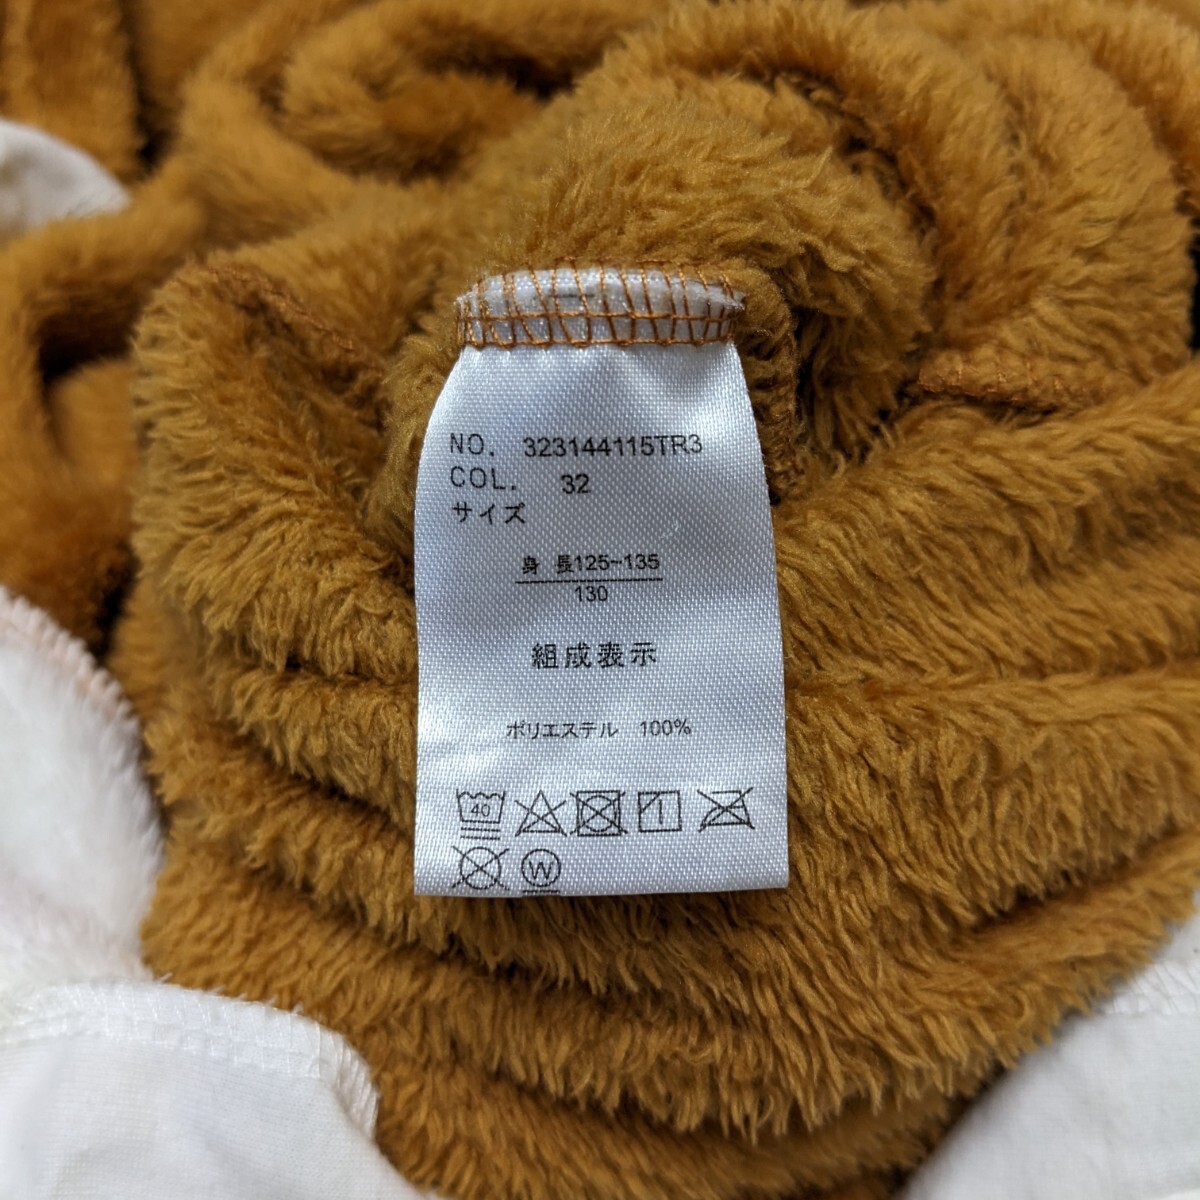 NO. 323144115TR3
COL. 32
サイズ
身 長125~135
130
組成表示
ポリエステル 100%
40
W